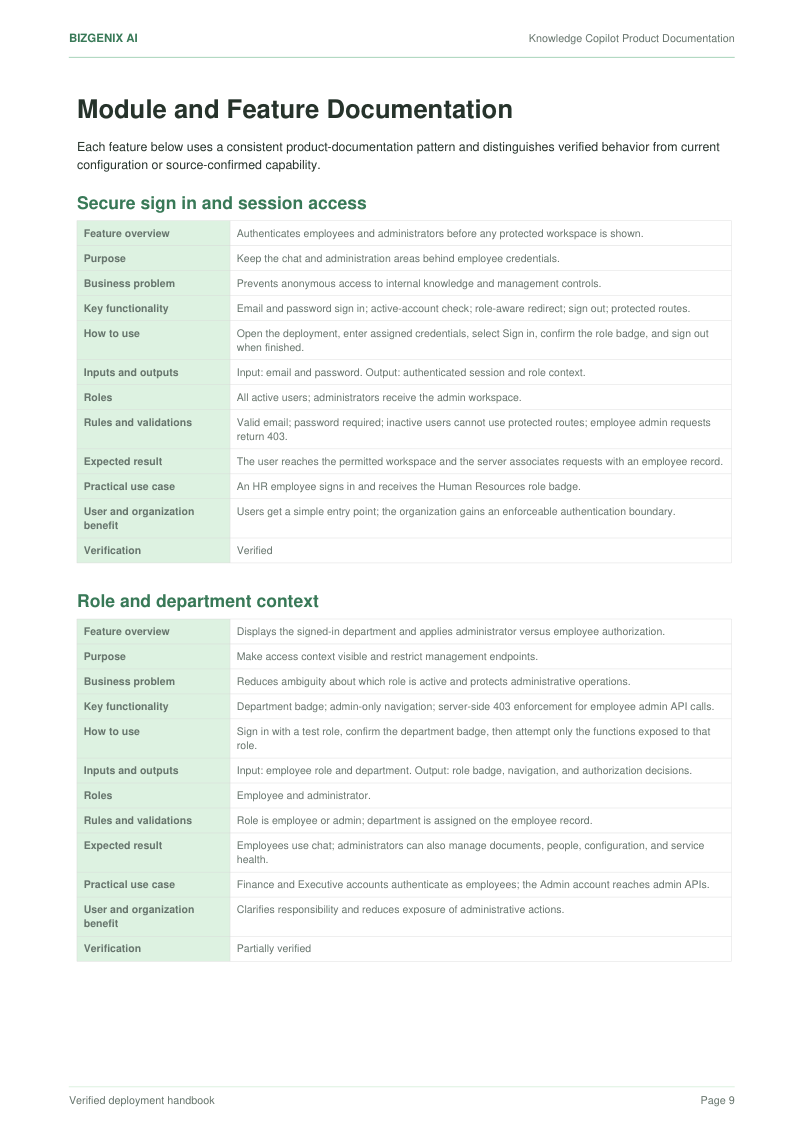 BIZGENIX AI
Knowledge Copilot Product Documentation
Module and Feature Documentation
Each feature below uses a consistent product-documentation pattern and distinguishes verified behavior from current
configuration or source-confirmed capability.
Secure sign in and session access
Feature overview
Authenticates employees and administrators before any protected workspace is shown.
Purpose
Keep the chat and administration areas behind employee credentials.
Business problem
Prevents anonymous access to internal knowledge and management controls.
Key functionality
Email and password sign in; active-account check; role-aware redirect; sign out; protected routes.
How to use
Open the deployment, enter assigned credentials, select Sign in, confirm the role badge, and sign out
when finished.
Inputs and outputs
Input: email and password. Output: authenticated session and role context.
Roles
All active users; administrators receive the admin workspace.
Rules and validations
Valid email; password required; inactive users cannot use protected routes; employee admin requests
return 403.
Expected result
The user reaches the permitted workspace and the server associates requests with an employee record.
Practical use case
An HR employee signs in and receives the Human Resources role badge.
User and organization
benefit
Users get a simple entry point; the organization gains an enforceable authentication boundary.
Verification
Verified
Role and department context
Feature overview
Displays the signed-in department and applies administrator versus employee authorization.
Purpose
Make access context visible and restrict management endpoints.
Business problem
Reduces ambiguity about which role is active and protects administrative operations.
Key functionality
Department badge; admin-only navigation; server-side 403 enforcement for employee admin API calls.
How to use
Sign in with a test role, confirm the department badge, then attempt only the functions exposed to that
role.
Inputs and outputs
Input: employee role and department. Output: role badge, navigation, and authorization decisions.
Roles
Employee and administrator.
Rules and validations
Role is employee or admin; department is assigned on the employee record.
Expected result
Employees use chat; administrators can also manage documents, people, configuration, and service
health.
Practical use case
Finance and Executive accounts authenticate as employees; the Admin account reaches admin APIs.
User and organization
benefit
Clarifies responsibility and reduces exposure of administrative actions.
Verification
Partially verified
Verified deployment handbook
Page 9